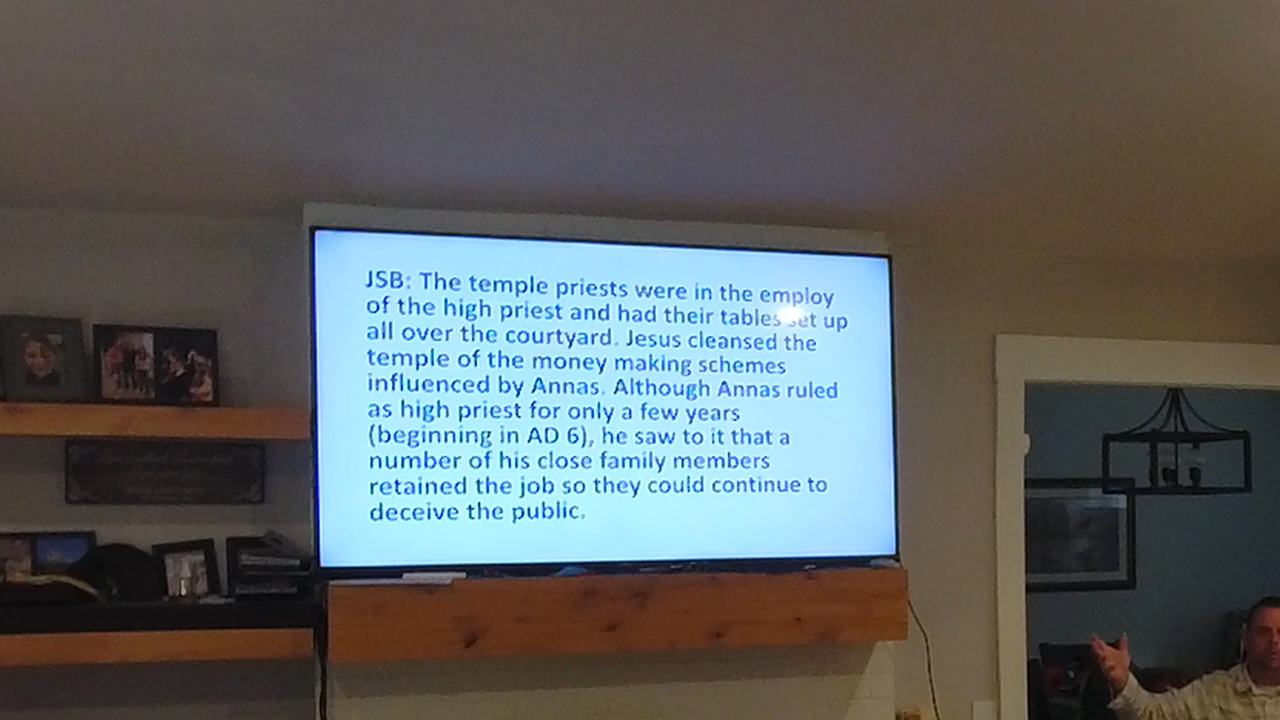 JSB: The temple priests were in the employ
of the high priest and had their tables set up
all over the courtyard. Jesus cleansed the
temple of the money making schemes
influenced by Annas. Although Annas ruled
as high priest for only a few years
(beginning in AD 6), he saw to it that a
number of his close family members
retained the job so they could continue to
deceive the public.